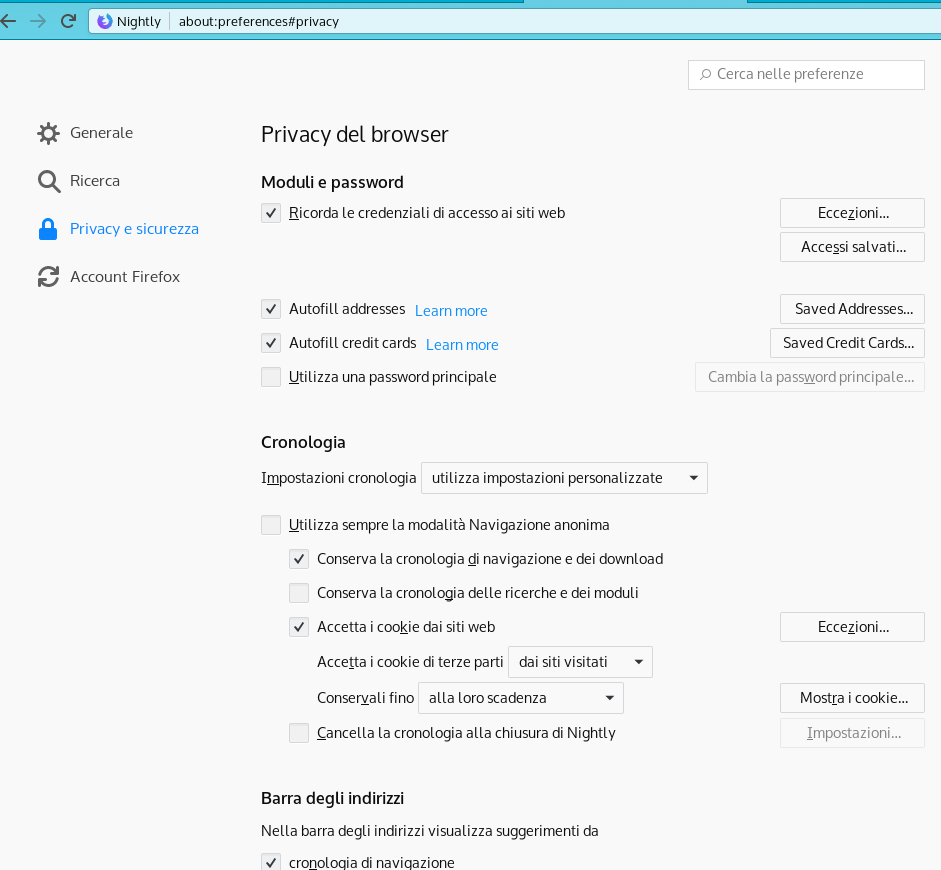 Nightly about:preferences#privacy
Cerca nelle preferenze
Generale
Ricerca
Privacy e sicurezza
Account Firefox
Privacy del browser
Moduli e password
Ricorda le credenziali di accesso ai siti web Eccezioni...
Accessi salvati...
Autofill addresses Learn more Saved Addresses...
Autofill credit cards Learn more Saved Credit Cards...
Utilizza una password principale Cambia la password principale...
Cronologia
Impostazioni cronologia utilizza impostazioni personalizzate
Utilizza sempre la modalità Navigazione anonima
Conserva la cronologia di navigazione e dei download
Conserva la cronologia delle ricerche e dei moduli
Accetta i cookie dai siti web Eccezioni...
Accetta i cookie di terze parti dai siti visitati
Conservali fino alla loro scadenza Mostra i cookie...
Cancella la cronologia alla chiusura di Nightly Impostazioni...
Barra degli indirizzi
Nella barra degli indirizzi visualizza suggerimenti da
cronologia di navigazione